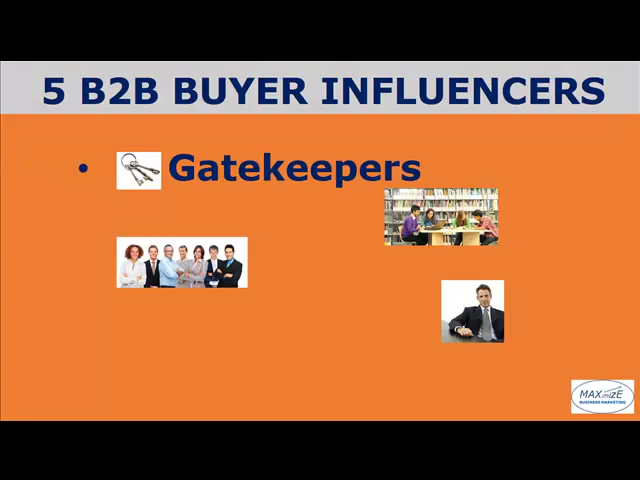 5 B2B BUYER INFLUENCERS
• Gatekeepers
MAXimizE
BUSINESS MARKETING